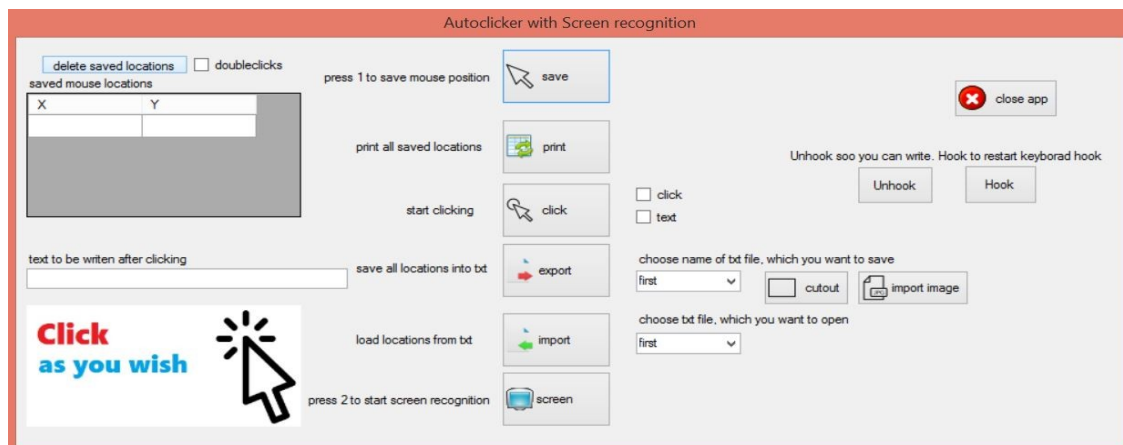 Autoclicker with Screen recognition
delete saved locations
doubleclicks
saved mouse locations
X Y
press 1 to save mouse position
save
close app
print all saved locations
print
Unhook soo you can write. Hook to restart keyborad hook
Unhook
Hook
start clicking
click
click
text
text to be writen after clicking
save all locations into txt
export
choose name of txt file, which you want to save
first
cutout
import image
Click
as you wish
load locations from txt
import
choose txt file, which you want to open
first
press 2 to start screen recognition
screen